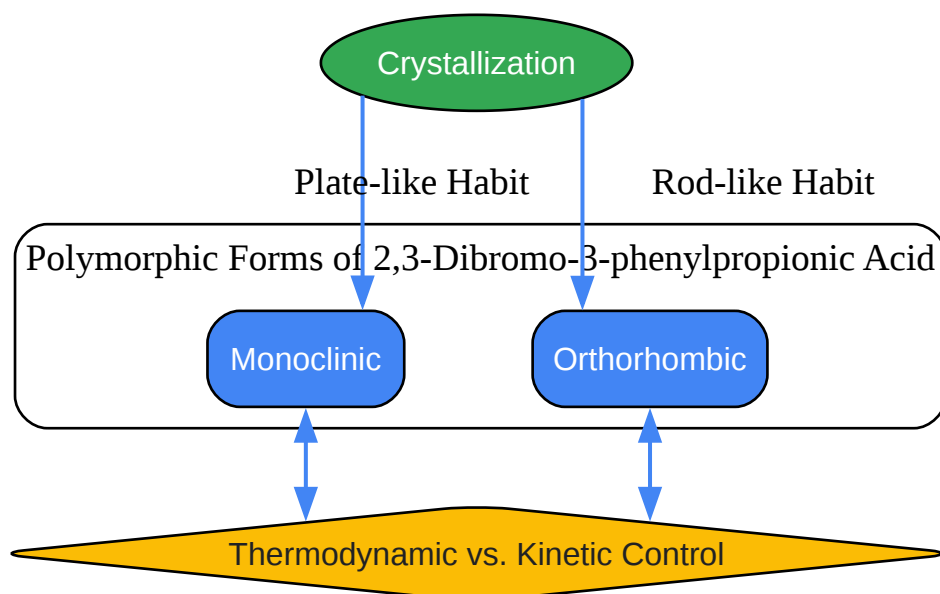 Crystallization
Plate-like Habit
Rod-like Habit
Polymorphic Forms of 2,3-Dibromo-3-phenylpropionic Acid
Monoclinic
Orthorhombic
Thermodynamic vs. Kinetic Control